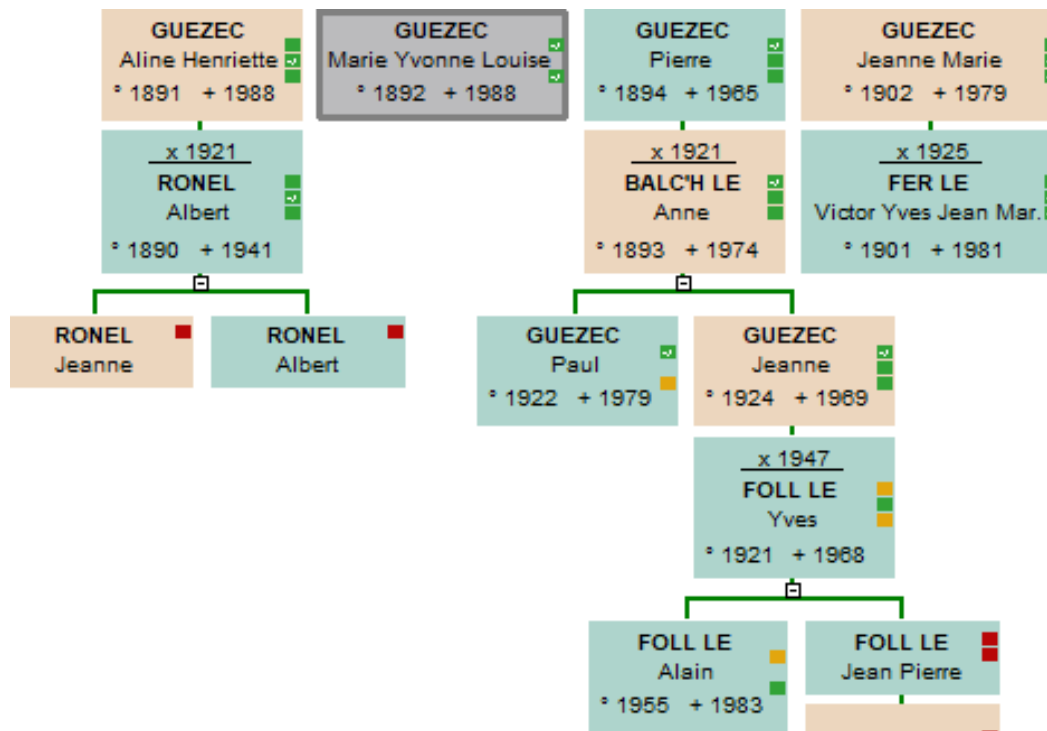 GUEZEC
Aline Henriette
° 1891 + 1988
x 1921
RONEL
Albert
° 1890 + 1941
RONEL
Jeanne
RONEL
Albert
GUEZEC
Marie Yvonne Louise
° 1892 + 1988
GUEZEC
Pierre
° 1894 + 1965
x 1921
BALC'H LE
Anne
° 1893 + 1974
GUEZEC
Paul
° 1922 + 1979
GUEZEC
Jeanne
° 1924 + 1969
x 1947
FOLL LE
Yves
° 1921 + 1968
FOLL LE
Alain
° 1955 + 1983
FOLL LE
Jean Pierre
GUEZEC
Jeanne Marie
° 1902 + 1979
x 1925
FER LE
Victor Yves Jean Mar.
° 1901 + 1981